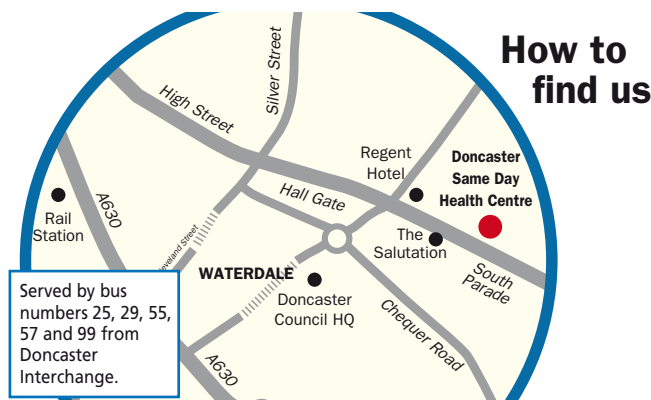 How to
find us
Silver Street
High Street
Regent
Hotel
Doncaster
Same Day
Health Centre
Hall Gate
Rail
Station
A630
The
Salutation
South
Parade
WATERDALE
Doncaster
Council HQ
Chequer Road
A630
Served by bus
numbers 25, 29, 55,
57 and 99 from
Doncaster
Interchange.